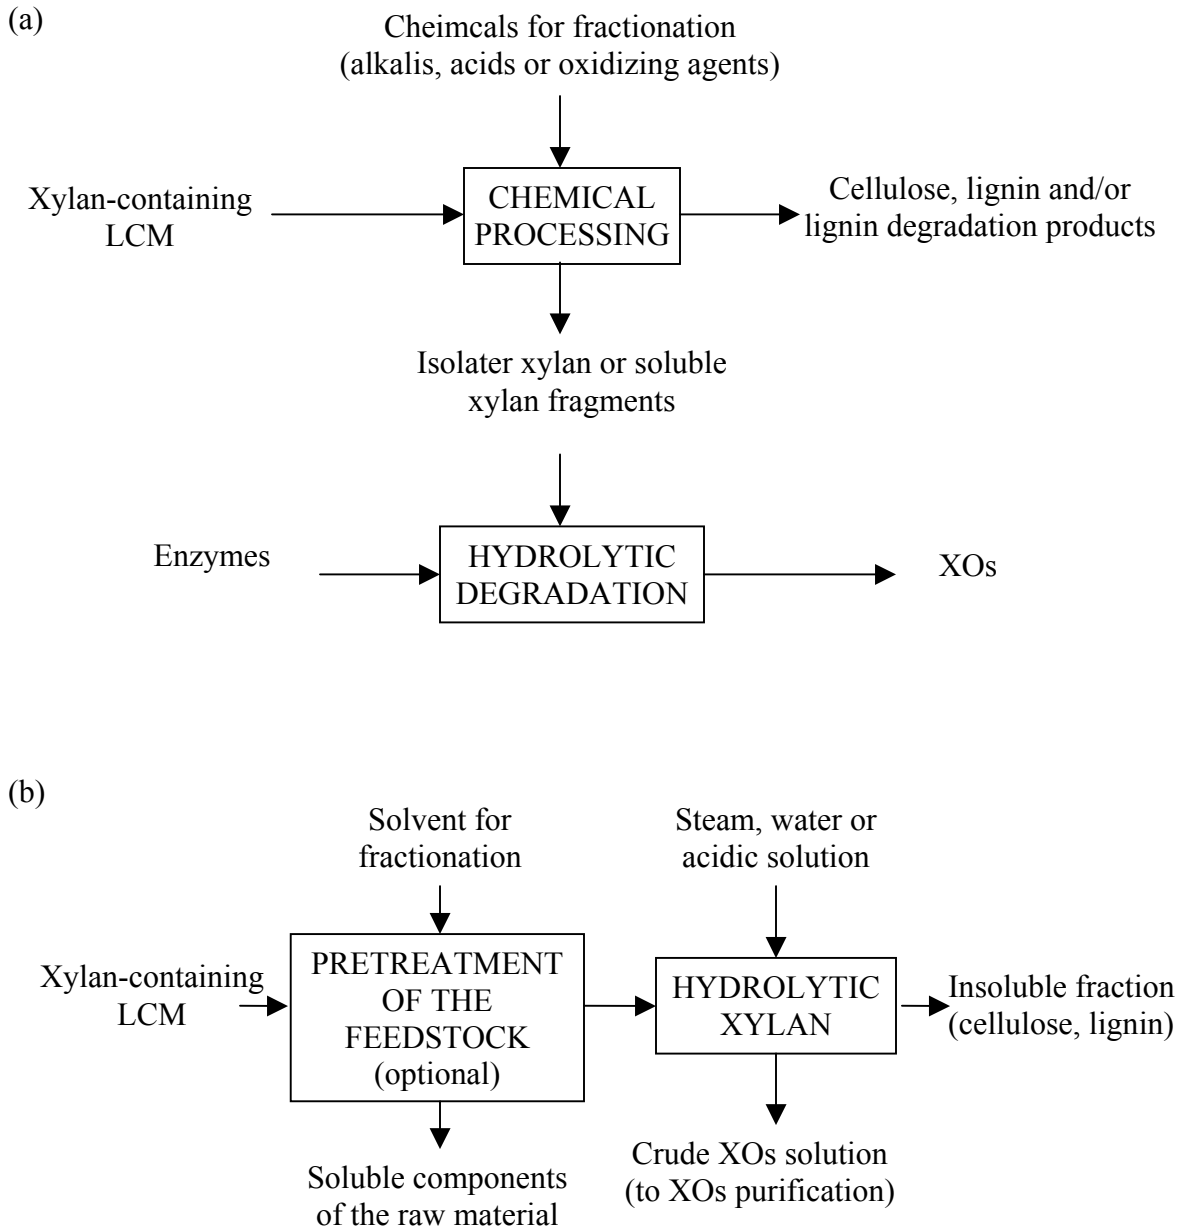 (a)
Cheimcals for fractionation
(alkalis, acids or oxidizing agents)
Xylan-containing
LCM
CHEMICAL
PROCESSING
Cellulose, lignin and/or
lignin degradation products
Isolater xylan or soluble
xylan fragments
Enzymes
HYDROLYTIC
DEGRADATION
XOs
(b)
Solvent for
fractionation
Steam, water or
acidic solution
Xylan-containing
LCM
PRETREATMENT
OF THE
FEEDSTOCK
(optional)
HYDROLYTIC
XYLAN
Insoluble fraction
(cellulose, lignin)
Soluble components
of the raw material
Crude XOs solution
(to XOs purification)